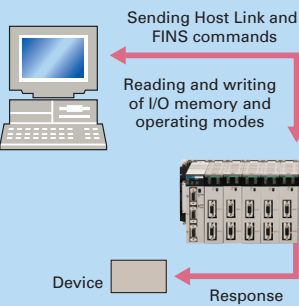 Sending Host Link and
FINS commands
Reading and writing
of I/O memory and
operating modes
Device
Response